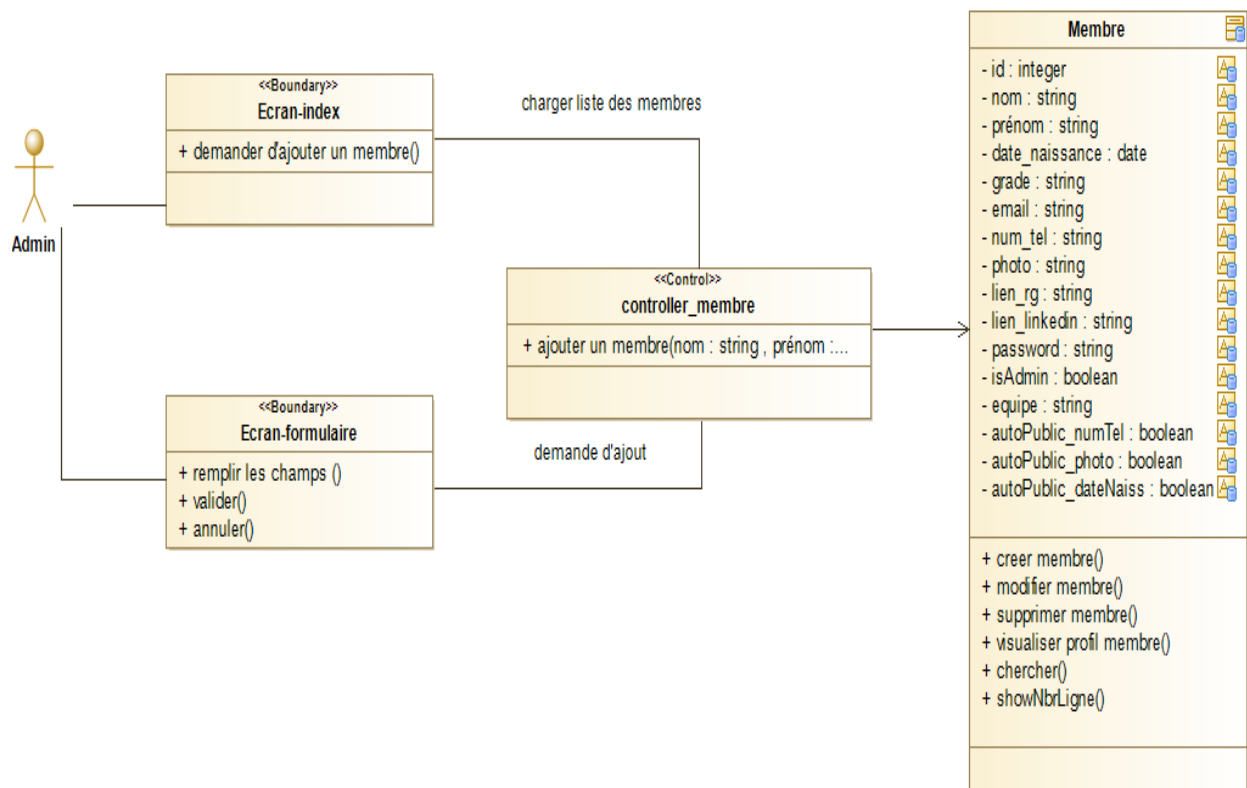 Admin
<<Boundary>>
Ecran-index
+ demander d'ajouter un membre()
charger liste des membres
<<Boundary>>
Ecran-formulaire
+ remplir les champs ()
+ valider()
+ annuler()
demande d'ajout
<<Control>>
controller_membre
+ ajouter un membre(nom : string , prénom :...
Membre
- id : integer
- nom : string
- prénom : string
- date_naissance : date
- grade : string
- email : string
- num_tel : string
- photo : string
- lien_rg : string
- lien_linkedin : string
- password : string
- isAdmin : boolean
- equipe : string
- autoPublic_numTel : boolean
- autoPublic_photo : boolean
- autoPublic_dateNaiss : boolean
+ creer membre()
+ modifier membre()
+ supprimer membre()
+ visualiser profil membre()
+ chercher()
+ showNbrLigne()